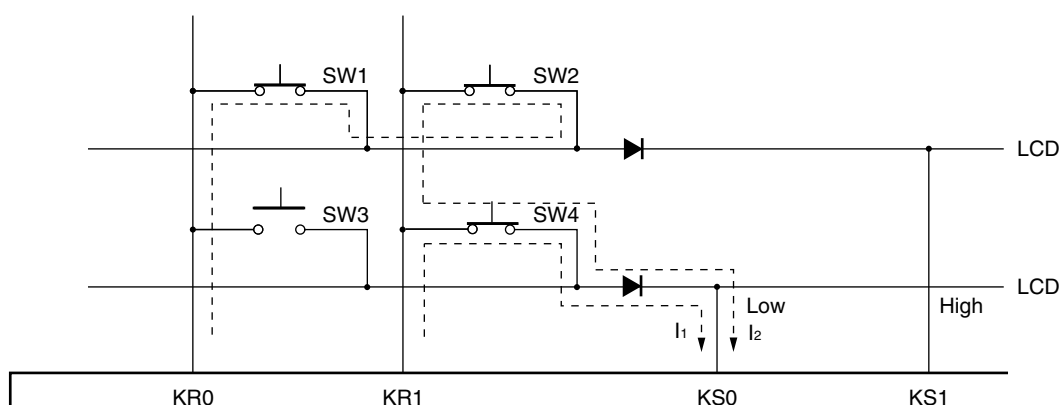 SW1
SW2
LCD
SW3
SW4
LCD
Low
High
I1
I2
KR0
KR1
KS0
KS1